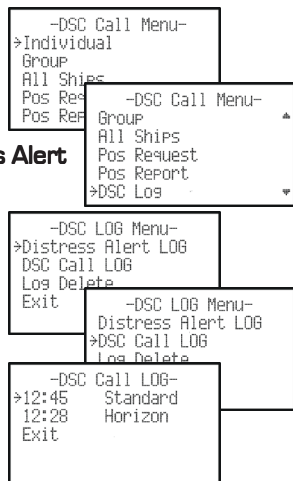 -DSC Call Menu-
→Individual
Group
All Ships
Pos Req
Pos Rep
-DSC Call Menu-
Group
All Ships
Pos Request
Pos Report
→DSC Log
s Alert
-DSC LOG Menu-
→Distress Alert LOG
DSC Call LOG
Log Delete
Exit
-DSC LOG Menu-
Distress Alert LOG
→DSC Call LOG
Log Delete
-DSC Call LOG-
→12:45 Standard
12:28 Horizon
Exit